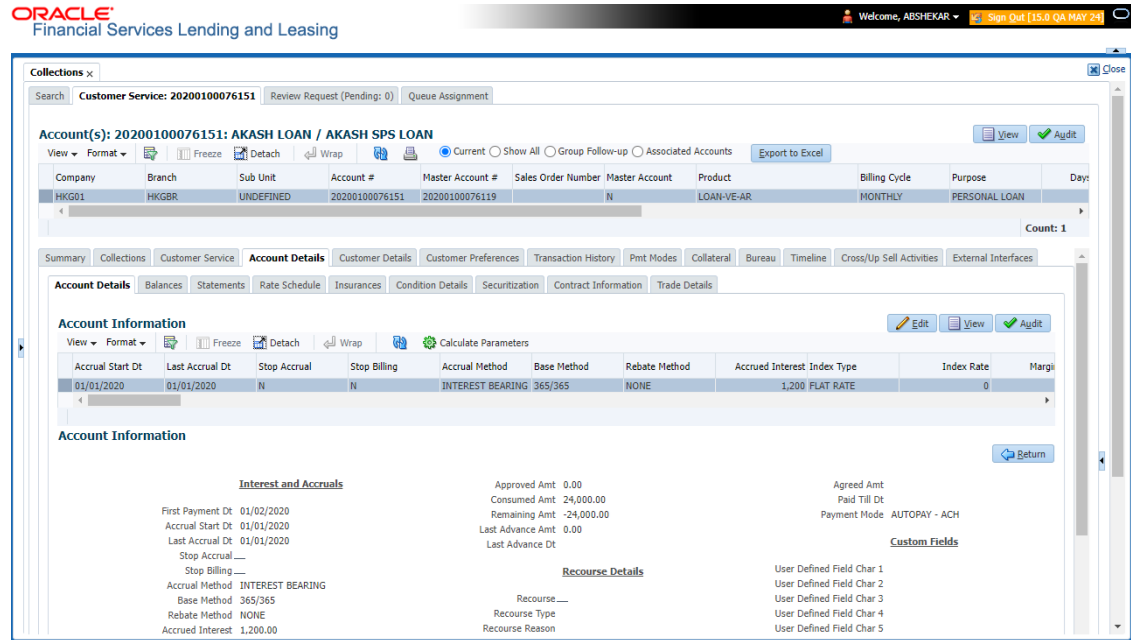 ORACLE
Financial Services Lending and Leasing
Welcome, ABSHEKAR
Sign Out [15.0 QA MAY 24]
Collections ×
Close
Search Customer Service: 20200100076151 Review Request (Pending: 0) Queue Assignment
Account(s): 20200100076151: AKASH LOAN / AKASH SPS LOAN
View Audit
View Format Freeze Detach Wrap Current Show All Group Follow-up Associated Accounts Export to Excel
Company Branch Sub Unit Account # Master Account # Sales Order Number Master Account Product Billing Cycle Purpose Days
HKG01 HKGBR UNDEFINED 20200100076151 20200100076119 N LOAN-VE-AR MONTHLY PERSONAL LOAN
Count: 1
Summary Collections Customer Service Account Details Customer Details Customer Preferences Transaction History Pmt Modes Collateral Bureau Timeline Cross/Up Sell Activities External Interfaces
Account Details Balances Statements Rate Schedule Insurances Condition Details Securitization Contract Information Trade Details
Account Information
Edit View Audit
View Format Freeze Detach Wrap Calculate Parameters
Accrual Start Dt Last Accrual Dt Stop Accrual Stop Billing Accrual Method Base Method Rebate Method Accrued Interest Index Type Index Rate Margi
01/01/2020 01/01/2020 N N INTEREST BEARING 365/365 NONE 1,200 FLAT RATE 0
Account Information
Return
Interest and Accruals
First Payment Dt 01/02/2020
Accrual Start Dt 01/01/2020
Last Accrual Dt 01/01/2020
Stop Accrual
Stop Billing
Accrual Method INTEREST BEARING
Base Method 365/365
Rebate Method NONE
Accrued Interest 1,200.00
Approved Amt 0.00
Consumed Amt 24,000.00
Remaining Amt -24,000.00
Last Advance Amt 0.00
Last Advance Dt
Recourse Details
Recourse
Recourse Type
Recourse Reason
Agreed Amt
Paid Till Dt
Payment Mode AUTOPAY - ACH
Custom Fields
User Defined Field Char 1
User Defined Field Char 2
User Defined Field Char 3
User Defined Field Char 4
User Defined Field Char 5